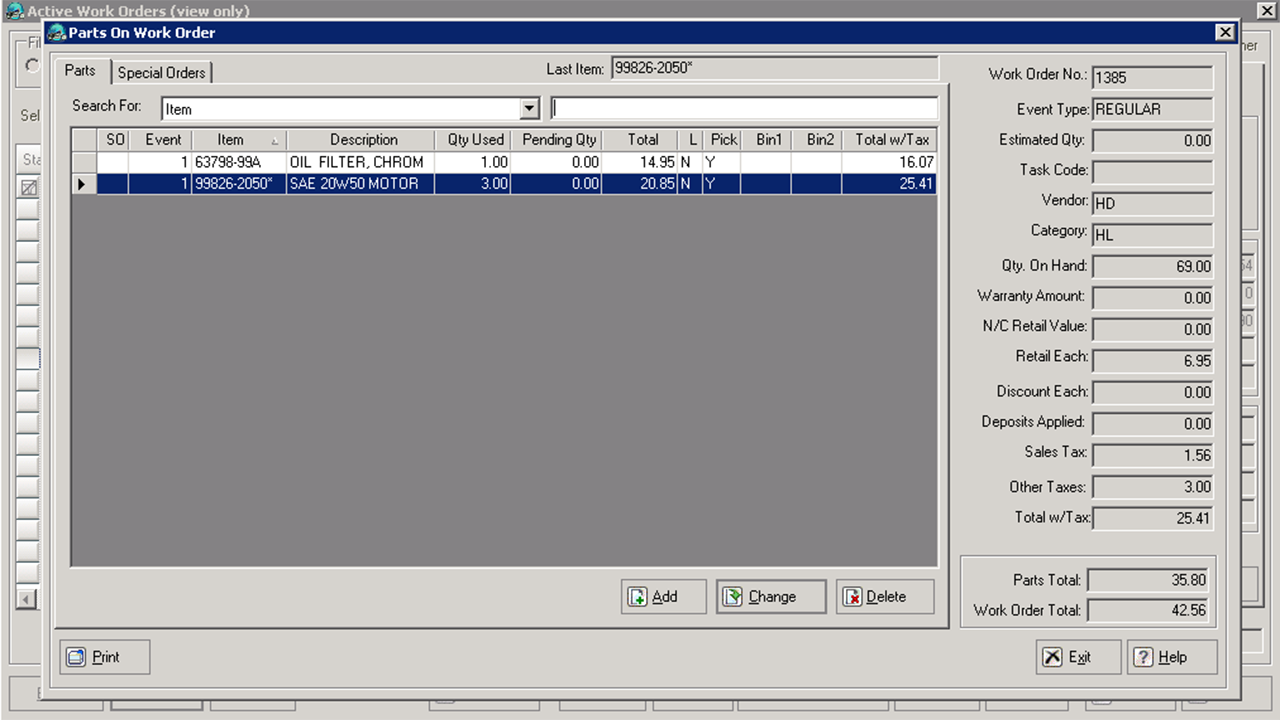 Active Work Orders (view only)
Parts On Work Order
Parts
Special Orders
Last Item: 99826-2050*
Search For: Item
SO Event Item Description Qty Used Pending Qty Total L Pick Bin1 Bin2 Total w/Tax
1 63798-99A OIL FILTER, CHROM 1.00 0.00 14.95 N Y 16.07
1 99826-2050* SAE 20W50 MOTOR 3.00 0.00 20.85 N Y 25.41
Add Change Delete
Print
Work Order No.: 1385
Event Type: REGULAR
Estimated Qty: 0.00
Task Code:
Vendor: HD
Category: HL
Qty. On Hand: 69.00
Warranty Amount: 0.00
N/C Retail Value: 0.00
Retail Each: 6.95
Discount Each: 0.00
Deposits Applied: 0.00
Sales Tax: 1.56
Other Taxes: 3.00
Total w/Tax: 25.41
Parts Total: 35.80
Work Order Total: 42.56
Exit Help